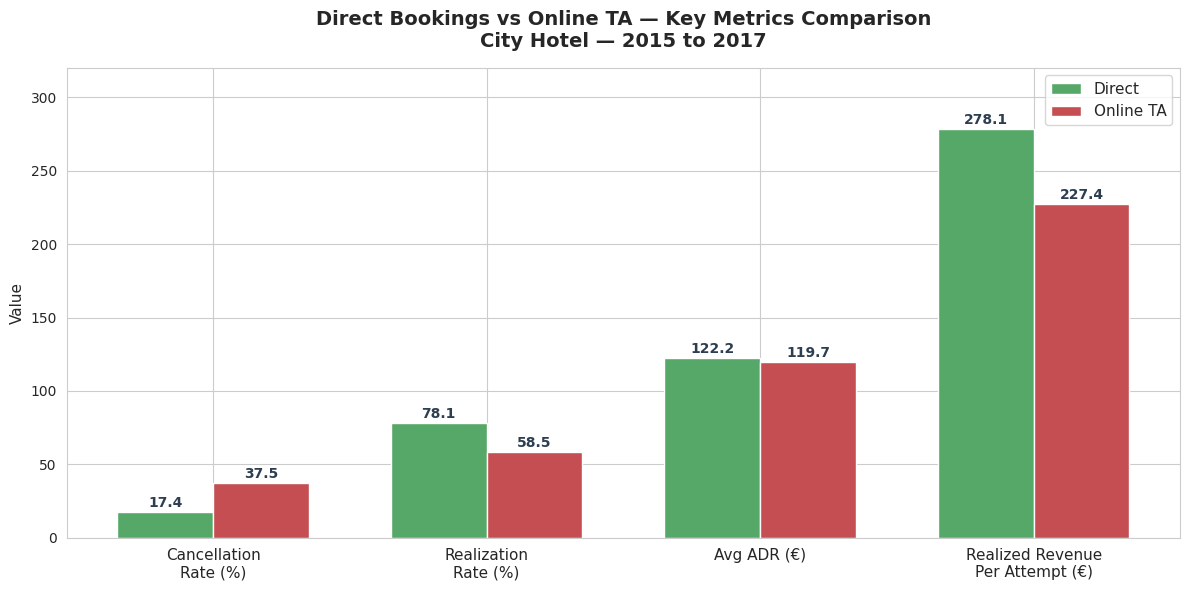 Direct Bookings vs Online TA — Key Metrics Comparison
City Hotel — 2015 to 2017
Direct
Online TA
Value
300
250
200
150
100
50
0
17.4
37.5
78.1
58.5
122.2
119.7
278.1
227.4
Cancellation
Rate (%)
Realization
Rate (%)
Avg ADR (€)
Realized Revenue
Per Attempt (€)